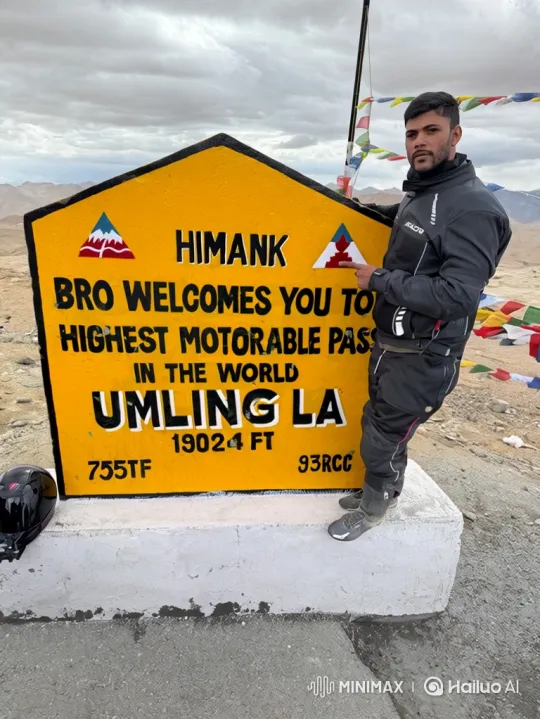 HIMANK
BRO WELCOMES YOU TO
HIGHEST MOTORABLE PASS
IN THE WORLD
UMLING LA
19024 FT
755TF 93RCC
MINIMAX | Hailuo AI